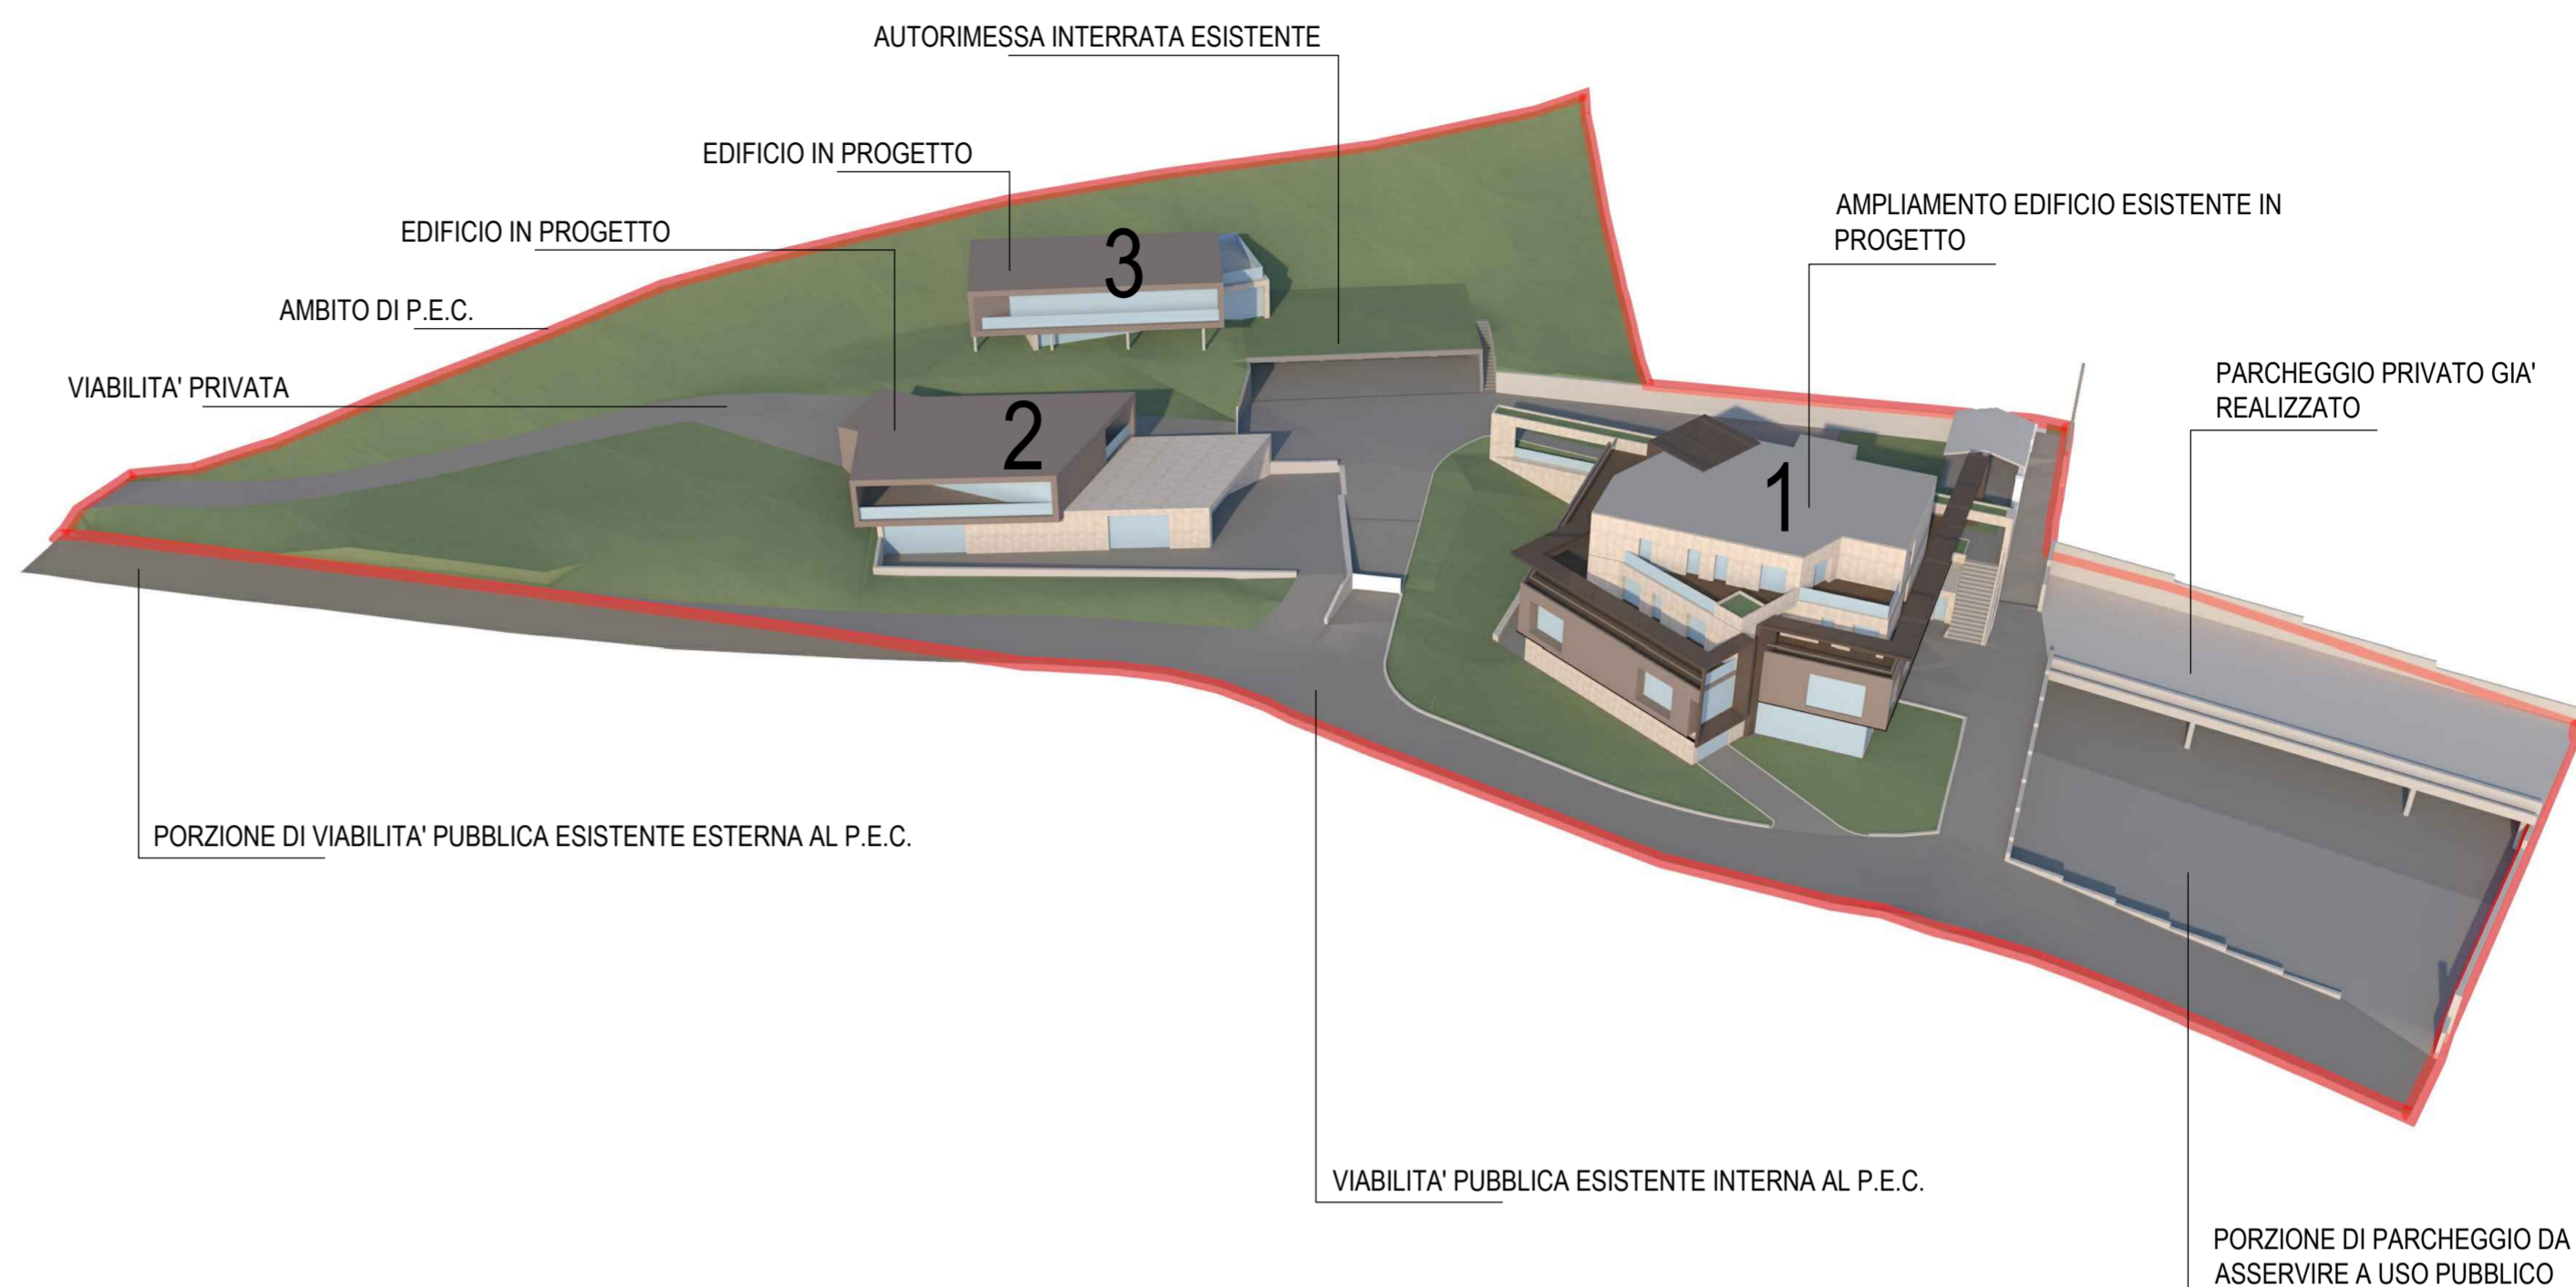 AUTORIMESSA INTERRATA ESISTENTE
EDIFICIO IN PROGETTO
EDIFICIO IN PROGETTO
AMBITO DI P.E.C.
VIABILITA' PRIVATA
AMPLIAMENTO EDIFICIO ESISTENTE IN
PROGETTO
PARCHEGGIO PRIVATO GIA'
REALIZZATO
3
2
1
PORZIONE DI VIABILITA' PUBBLICA ESISTENTE ESTERNA AL P.E.C.
VIABILITA' PUBBLICA ESISTENTE INTERNA AL P.E.C.
PORZIONE DI PARCHEGGIO DA
ASSERVIRE A USO PUBBLICO